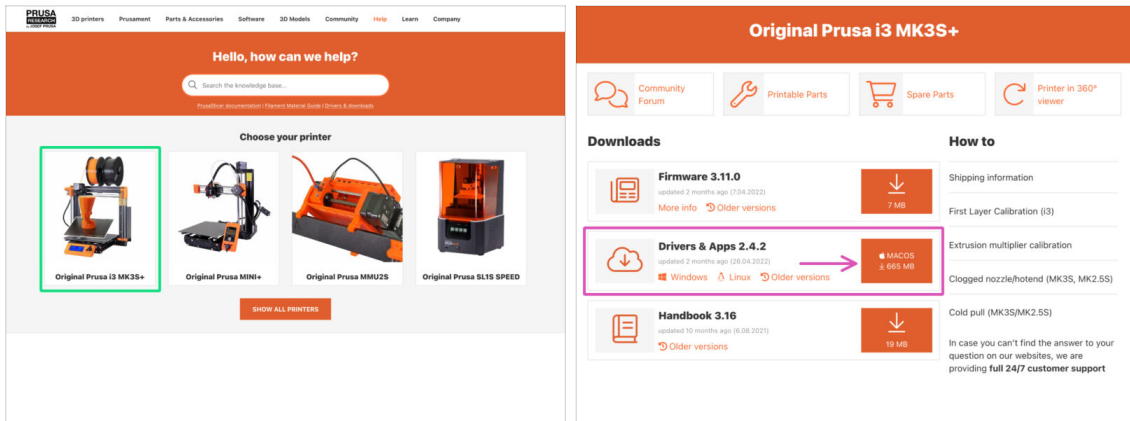 PRUSA
RESEARCH
by JOSEF PRUSA
3D printers Prusament Parts & Accessories Software 3D Models Community Help Learn Company
Hello, how can we help?
Search the knowledge base...
PrusaSlicer documentation | Filament Material Guide | Drivers & downloads
Choose your printer
Original Prusa i3 MK3S+ Original Prusa MINI+ Original Prusa MMU2S Original Prusa SL1S SPEED
SHOW ALL PRINTERS
Original Prusa i3 MK3S+
Community
Forum
Printable Parts
Spare Parts
Printer in 360°
viewer
Downloads
Firmware 3.11.0
updated 2 months ago (7.04.2022)
More info Older versions
7 MB
Drivers & Apps 2.4.2
updated 2 months ago (26.04.2022)
Windows Linux Older versions
MACOS
665 MB
Handbook 3.16
updated 10 months ago (6.08.2021)
Older versions
19 MB
How to
Shipping information
First Layer Calibration (i3)
Extrusion multiplier calibration
Clogged nozzle/hotend (MK3S, MK2.5S)
Cold pull (MK3S/MK2.5S)
In case you can't find the answer to your
question on our websites, we are
providing full 24/7 customer support